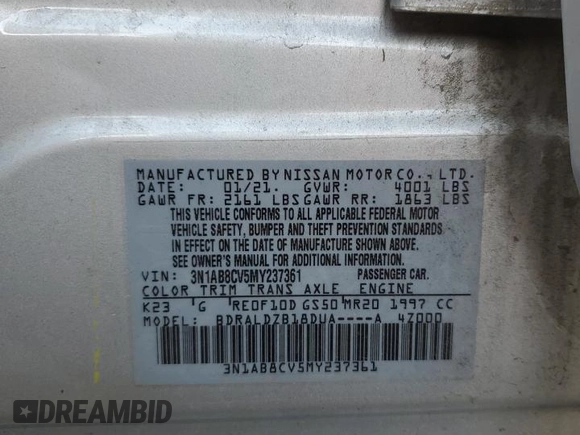 MANUFACTURED BY NISSAN MOTOR CO., LTD.
DATE: 01/21. GVWR: 4001 LBS
GAWR FR: 2161 LBS GAWR RR: 1863 LBS
THIS VEHICLE CONFORMS TO ALL APPLICABLE FEDERAL MOTOR
VEHICLE SAFETY, BUMPER AND THEFT PREVENTION STANDARDS
IN EFFECT ON THE DATE OF MANUFACTURE SHOWN ABOVE.
SEE OWNER'S MANUAL FOR ADDITIONAL INFORMATION.
VIN: 3N1AB8CV5MY237361 PASSENGER CAR.
COLOR TRIM TRANS AXLE ENGINE
K23 G RE0F10D GS50 MR20 1997 CC
MODEL: BDRALDZB18DUA----A 4Z000
3N1AB8CV5MY237361
DREAMBID